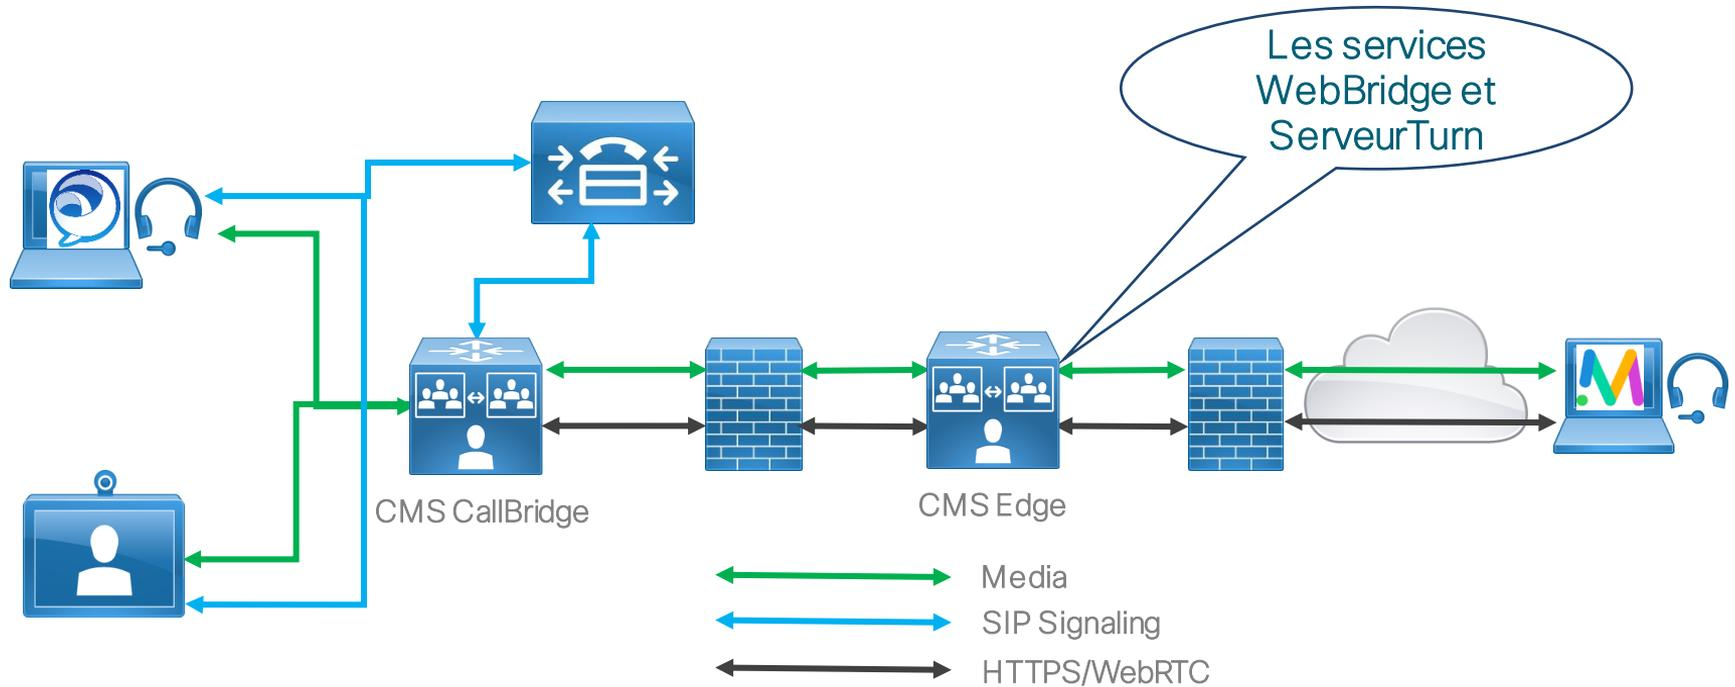 Les services
WebBridge et
ServeurTurn
CMS CallBridge
CMS Edge
Media
SIP Signaling
HTTPS/WebRTC